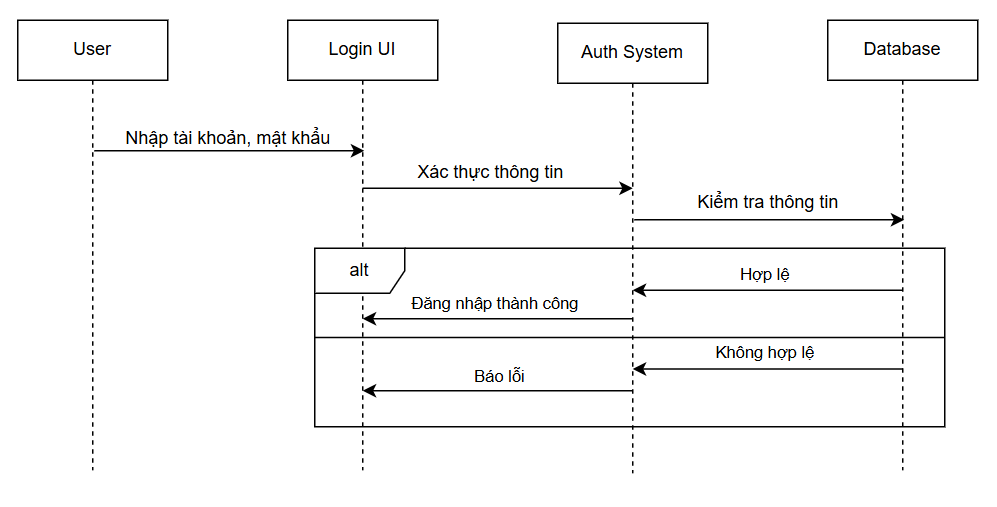 User
Login UI
Auth System
Database
Nhập tài khoản, mật khẩu
Xác thực thông tin
Kiểm tra thông tin
alt
Hợp lệ
Đăng nhập thành công
Không hợp lệ
Báo lỗi